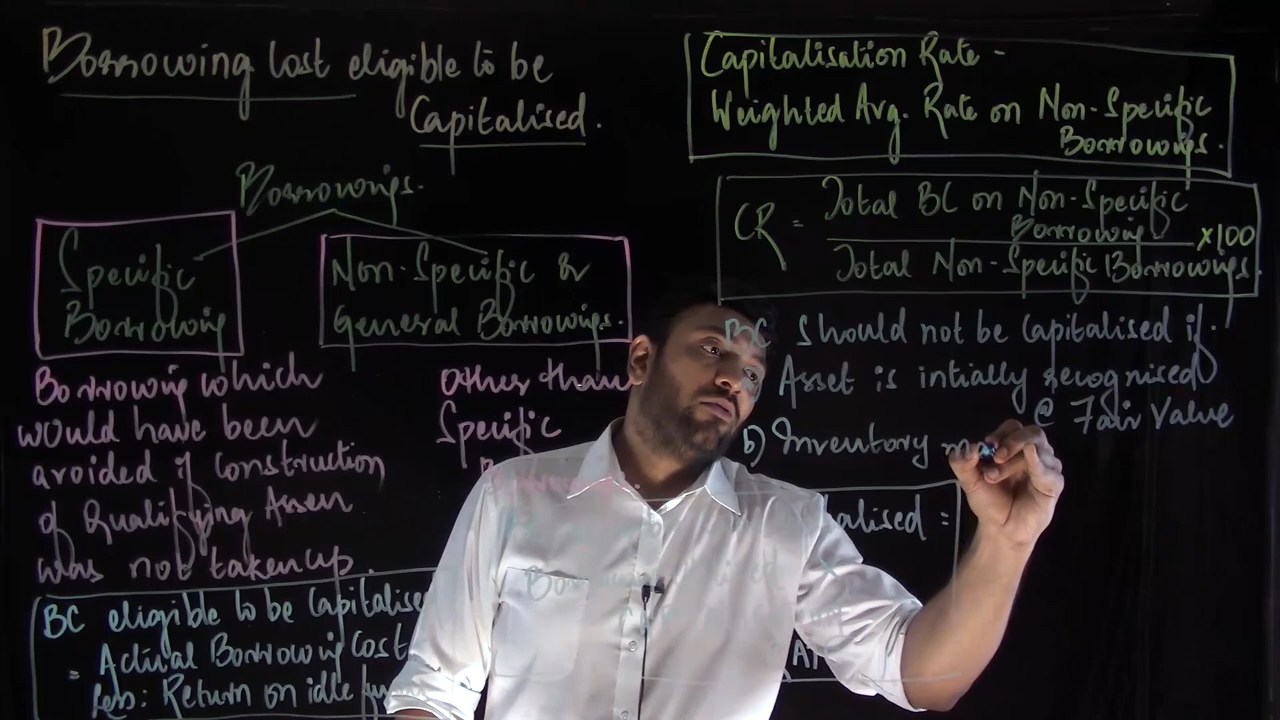 Borrowing Cost eligible to be
Capitalised.
Borrowings.
Specific
Borrowing
Non-Specific &
General Borrowings.
Borrowing which
would have been
avoided if construction
of Qualifying Asset
was not taken up.
Other than
Specific
BC eligible to be Capitalised
= Actual Borrowing Cost
Less: Return on idle
Capitalisation Rate -
Weighted Avg. Rate on Non-Specific
Borrowings.
CR = Total BC on Non-Specific
Borrowing
x100
Total Non-Specific Borrowings.
BC should not be Capitalised if.
Asset is intially recognised
@ Fair Value
b) Inventory
alised =